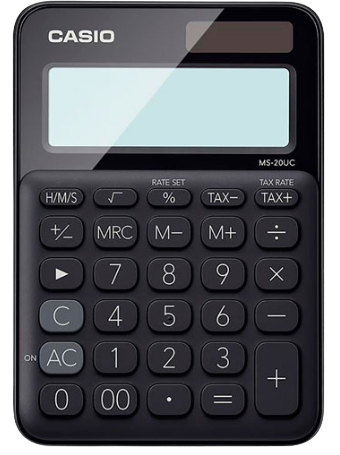 CASIO
MS-20UC
RATE SET TAX RATE
H/M/S √ % TAX− TAX+
+/− MRC M− M+ ÷
▶ 7 8 9 ×
C 4 5 6 −
ON AC 1 2 3 +
0 00 · =